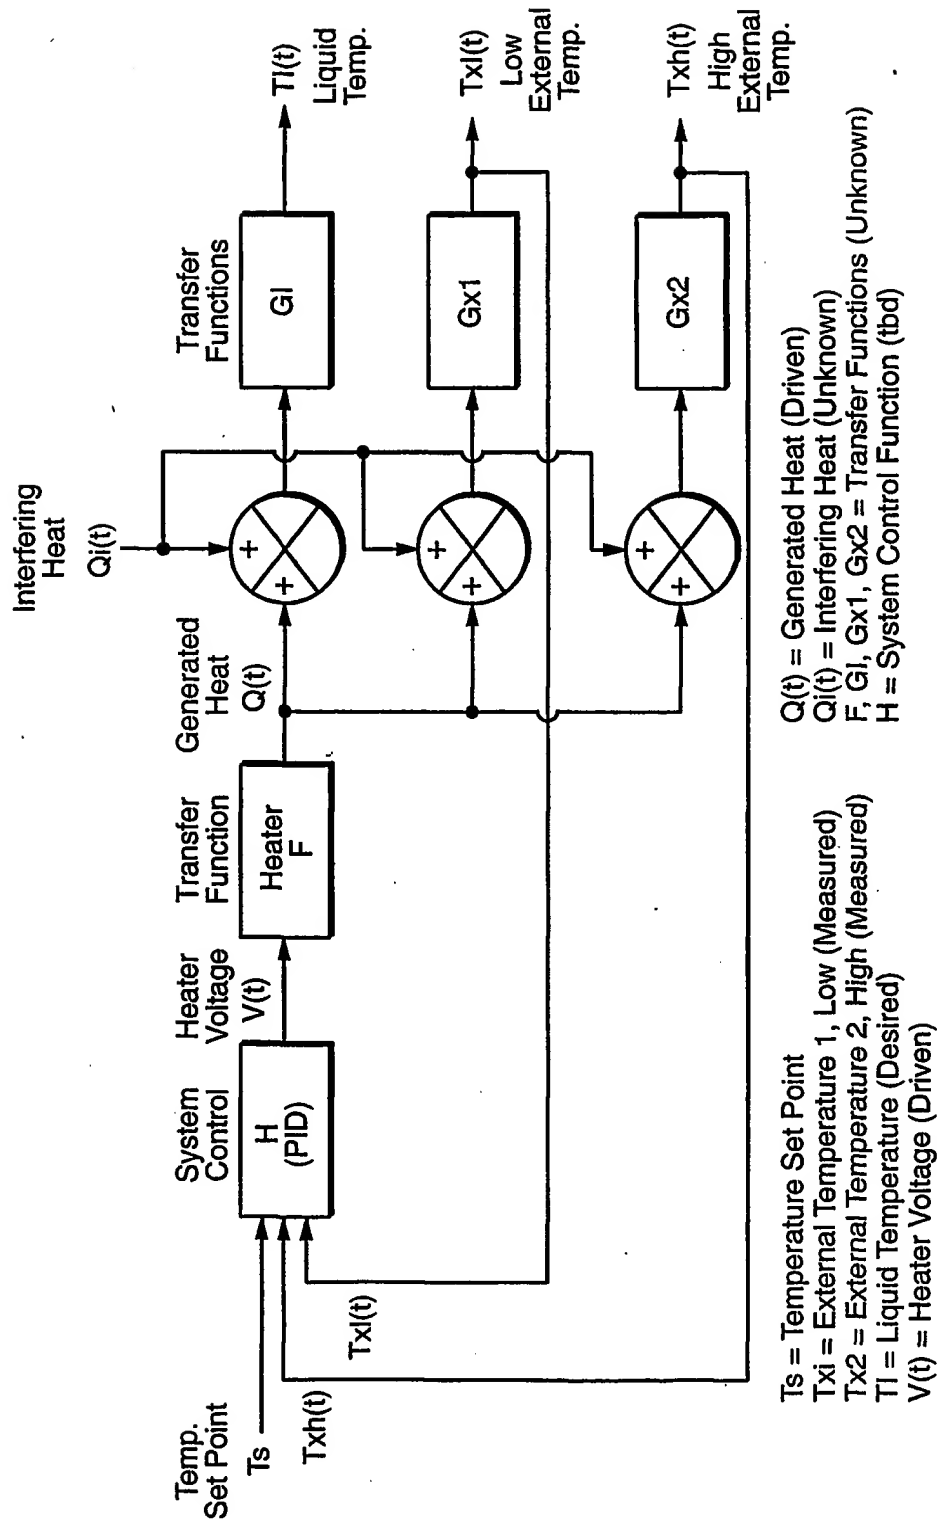 Interfering
Heat
Qi(t)
Temp.
Set Point
Ts
Txh(t)
Txl(t)
System
Control
H
(PID)
Heater
Voltage
V(t)
Transfer
Function
Heater
F
Generated
Heat
Q(t)
+
+
+
+
+
+
Transfer
Functions
Gl
Gx1
Gx2
Tl(t)
Liquid
Temp.
Txl(t)
Low
External
Temp.
Txh(t)
High
External
Temp.
Ts = Temperature Set Point
Txi = External Temperature 1, Low (Measured)
Tx2 = External Temperature 2, High (Measured)
Tl = Liquid Temperature (Desired)
V(t) = Heater Voltage (Driven)
Q(t) = Generated Heat (Driven)
Qi(t) = Interfering Heat (Unknown)
F, Gl, Gx1, Gx2 = Transfer Functions (Unknown)
H = System Control Function (tbd)